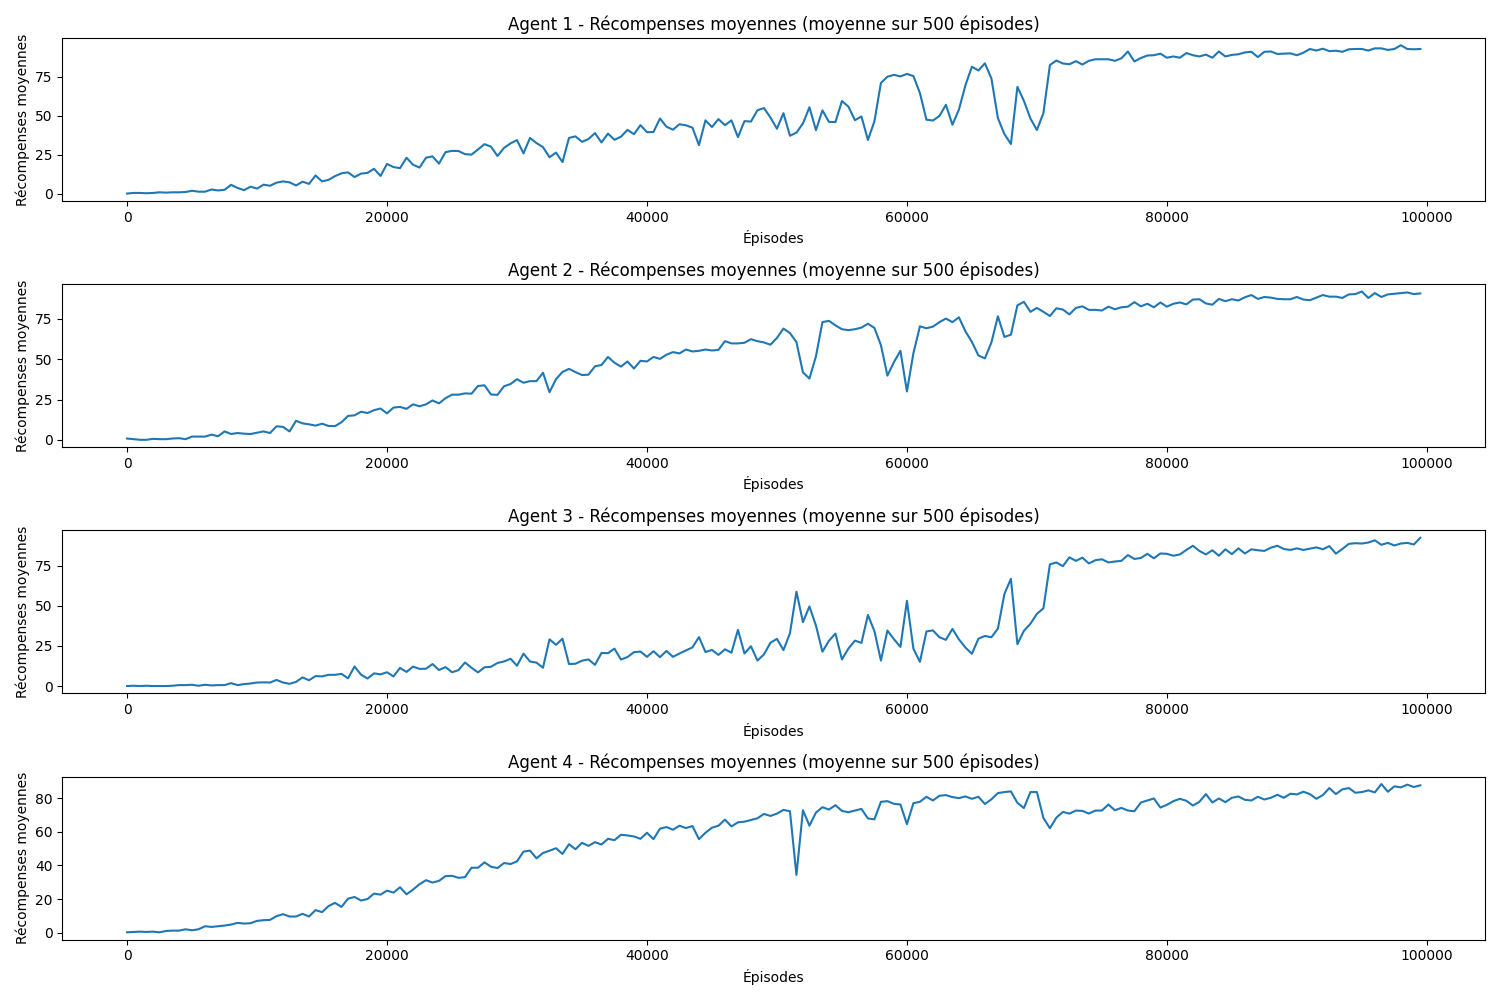 Agent 1 - Récompenses moyennes (moyenne sur 500 épisodes)
Récompenses moyennes
75
50
25
0
0 20000 40000 60000 80000 100000
Épisodes
Agent 2 - Récompenses moyennes (moyenne sur 500 épisodes)
Récompenses moyennes
75
50
25
0
0 20000 40000 60000 80000 100000
Épisodes
Agent 3 - Récompenses moyennes (moyenne sur 500 épisodes)
Récompenses moyennes
75
50
25
0
0 20000 40000 60000 80000 100000
Épisodes
Agent 4 - Récompenses moyennes (moyenne sur 500 épisodes)
Récompenses moyennes
80
60
40
20
0
0 20000 40000 60000 80000 100000
Épisodes